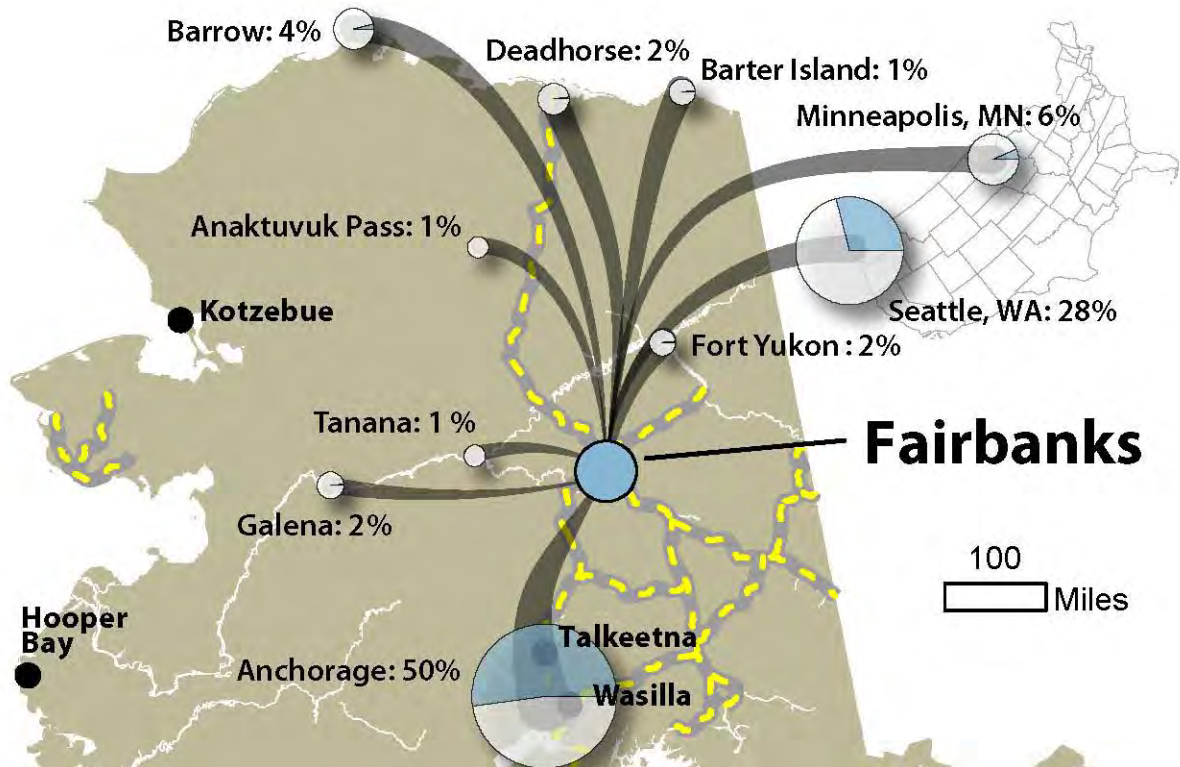 Barrow: 4%
Deadhorse: 2%
Barter Island: 1%
Minneapolis, MN: 6%
Anaktuvuk Pass: 1%
Kotzebue
Seattle, WA: 28%
Fort Yukon : 2%
Tanana: 1 %
Fairbanks
Galena: 2%
100
Miles
Hooper
Bay
Talkeetna
Anchorage: 50%
Wasilla